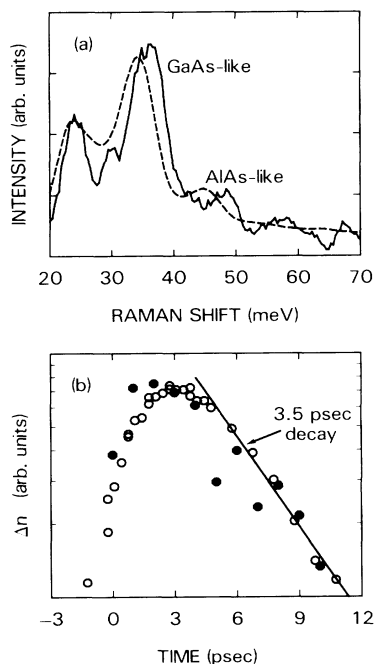 (a)
GaAs-like
AlAs-like
INTENSITY (arb. units)
20 30 40 50 60 70
RAMAN SHIFT (meV)
(b)
3.5 psec
decay
Δn (arb. units)
-3 0 3 6 9 12
TIME (psec)